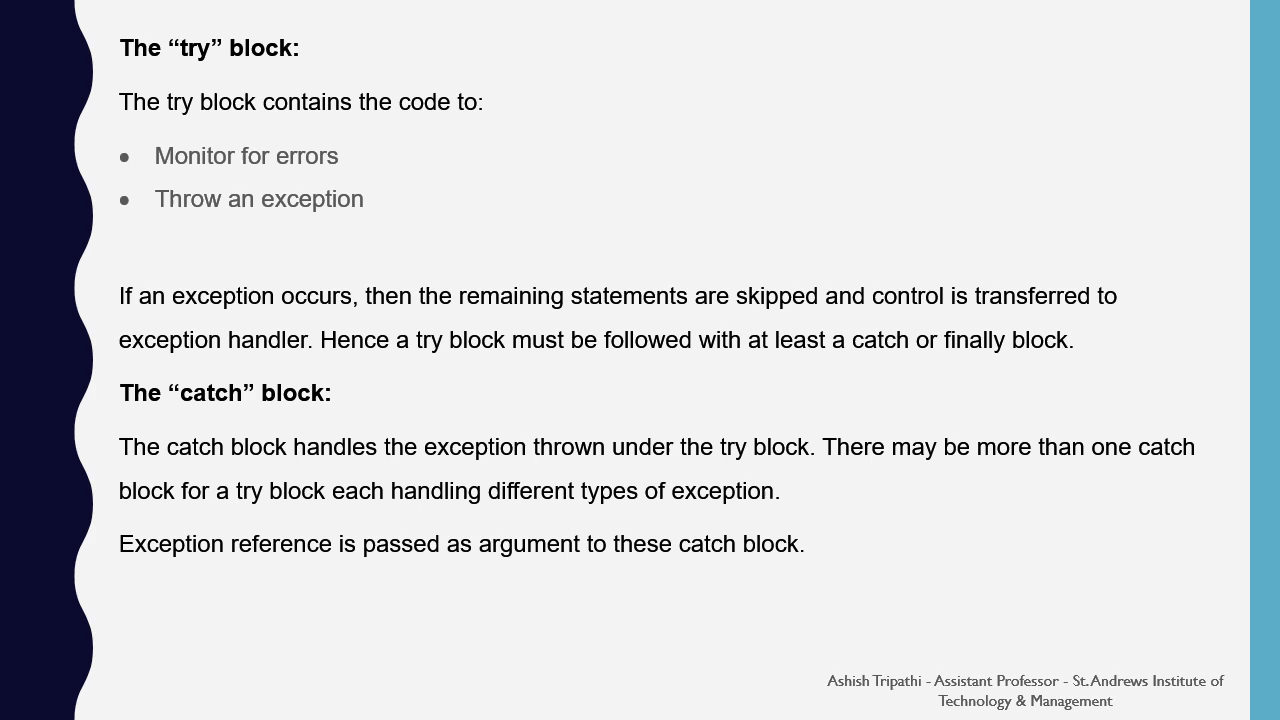 The “try” block:
The try block contains the code to:
● Monitor for errors
● Throw an exception
If an exception occurs, then the remaining statements are skipped and control is transferred to
exception handler. Hence a try block must be followed with at least a catch or finally block.
The “catch” block:
The catch block handles the exception thrown under the try block. There may be more than one catch
block for a try block each handling different types of exception.
Exception reference is passed as argument to these catch block.
Ashish Tripathi - Assistant Professor - St. Andrews Institute of
Technology & Management